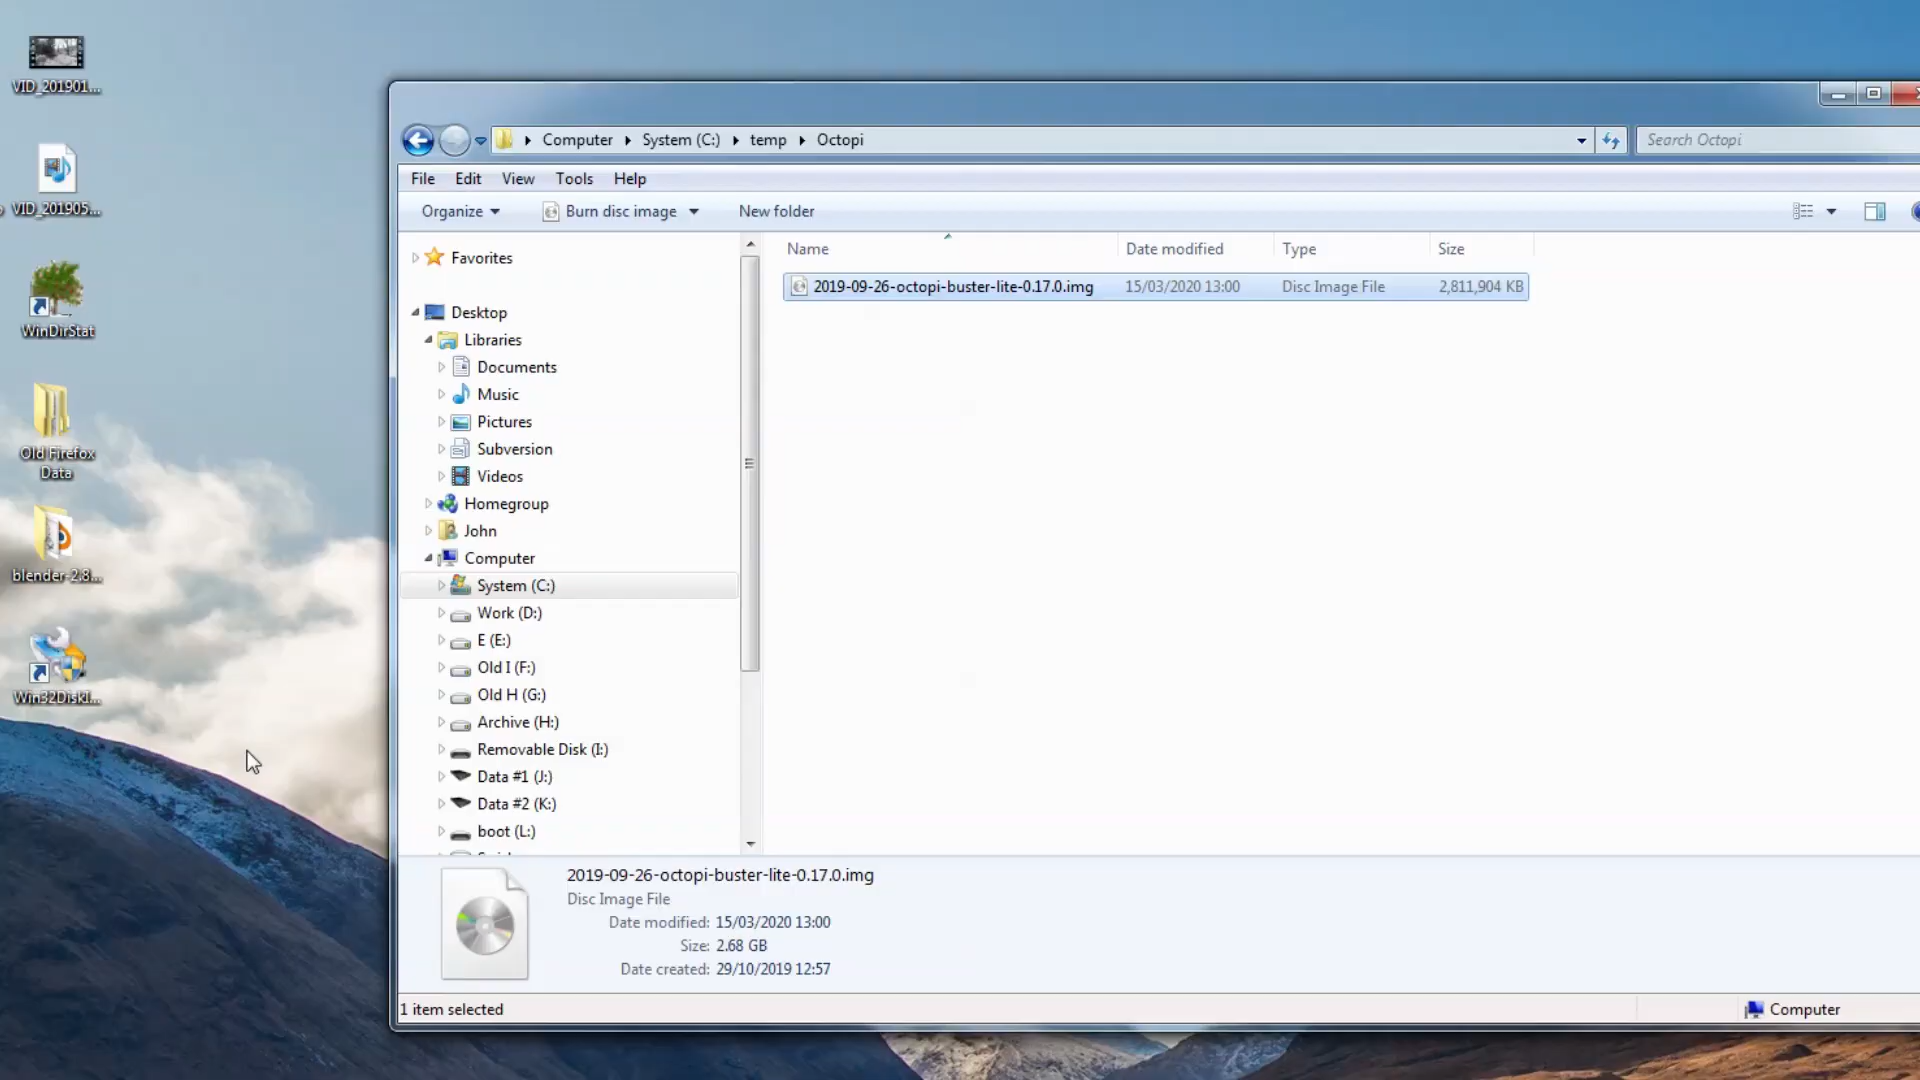 VID_201901...
VID_201905...
WinDirStat
Old Firefox
Data
blender-2.8...
Win32DiskI...
Computer System (C:) temp Octopi
Search Octopi
File Edit View Tools Help
Organize Burn disc image New folder
Favorites
Desktop
Libraries
Documents
Music
Pictures
Subversion
Videos
Homegroup
John
Computer
System (C:)
Work (D:)
E (E:)
Old I (F:)
Old H (G:)
Archive (H:)
Removable Disk (I:)
Data #1 (J:)
Data #2 (K:)
boot (L:)
Name Date modified Type Size
2019-09-26-octopi-buster-lite-0.17.0.img 15/03/2020 13:00 Disc Image File 2,811,904 KB
2019-09-26-octopi-buster-lite-0.17.0.img
Disc Image File
Date modified: 15/03/2020 13:00
Size: 2.68 GB
Date created: 29/10/2019 12:57
1 item selected
Computer